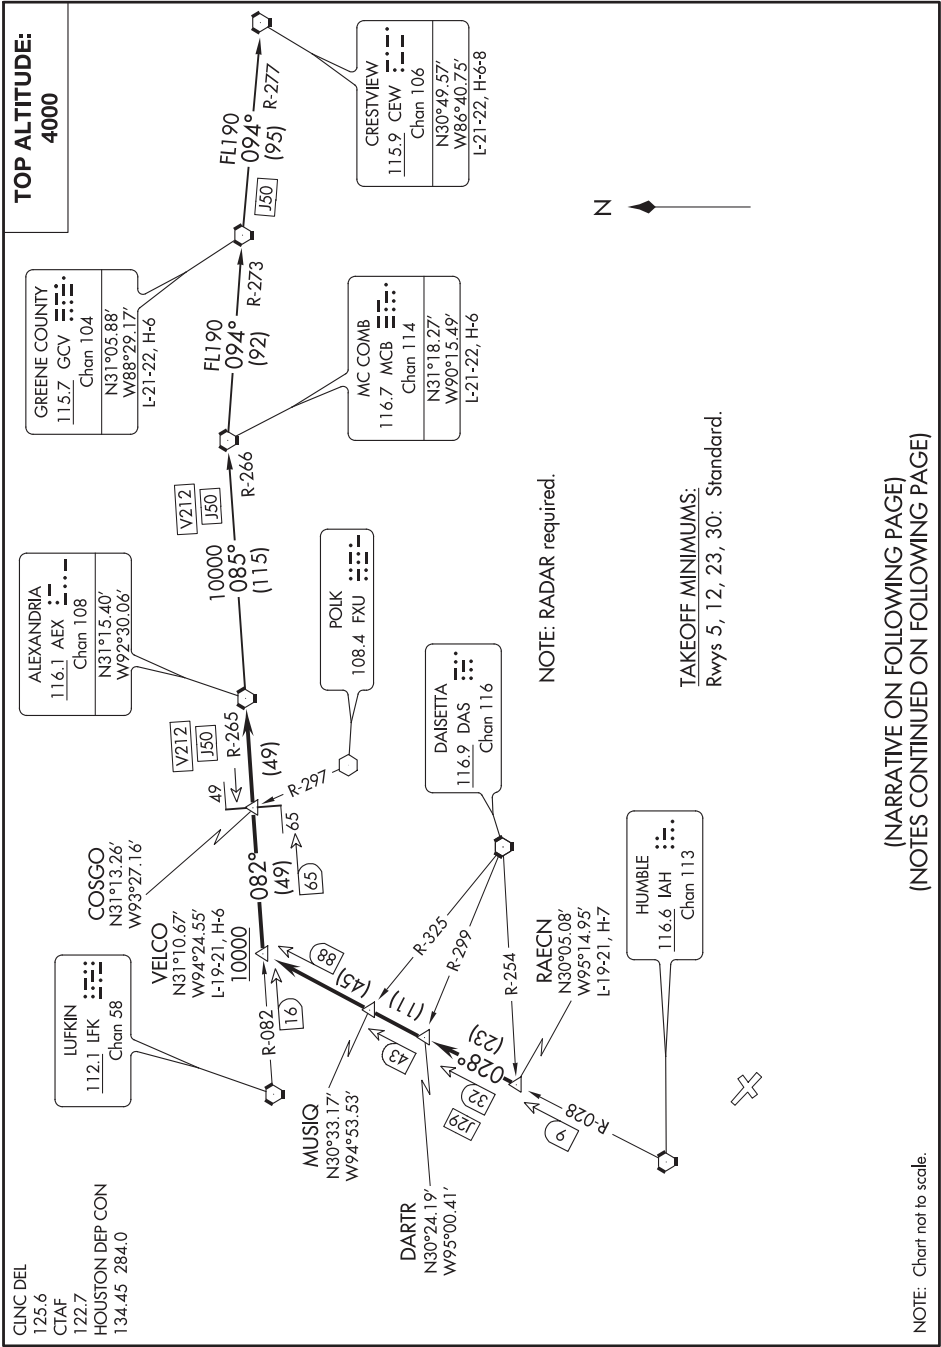 TOP ALTITUDE:
4000
CLNC DEL
125.6
CTAF
122.7
HOUSTON DEP CON
134.45 284.0
LUFKIN
112.1 LFK
Chan 58
VELCO
N31°10.67'
W94°24.55'
L-19-21, H-6
10000
COSGO
N31°13.26'
W93°27.16'
ALEXANDRIA
116.1 AEX
Chan 108
N31°15.40'
W92°30.06'
GREENE COUNTY
115.7 GCV
Chan 104
N31°05.88'
W88°29.17'
L-21-22, H-6
CRESTVIEW
115.9 CEW
Chan 106
N30°49.57'
W86°40.75'
L-21-22, H-6-8
MC COMB
116.7 MCB
Chan 114
N31°18.27'
W90°15.49'
L-21-22, H-6
POLK
108.4 FXU
DAISETTA
116.9 DAS
Chan 116
HUMBLE
116.6 IAH
Chan 113
RAECN
N30°05.08'
W95°14.95'
L-19-21, H-7
DARTR
N30°24.19'
W95°00.41'
MUSIQ
N30°33.17'
W94°53.53'
R-028
9
J29
32
028°
(23)
R-254
R-299
R-325
43
(11)
(45)
88
R-082
16
082°
(49)
65
65
R-297
49
R-265
V212
J50
(49)
10000
085°
(115)
V212
J50
R-266
FL190
094°
(92)
R-273
FL190
094°
(95)
J50
R-277
N
NOTE: RADAR required.
TAKEOFF MINIMUMS:
Rwys 5, 12, 23, 30: Standard.
(NARRATIVE ON FOLLOWING PAGE)
(NOTES CONTINUED ON FOLLOWING PAGE)
NOTE: Chart not to scale.